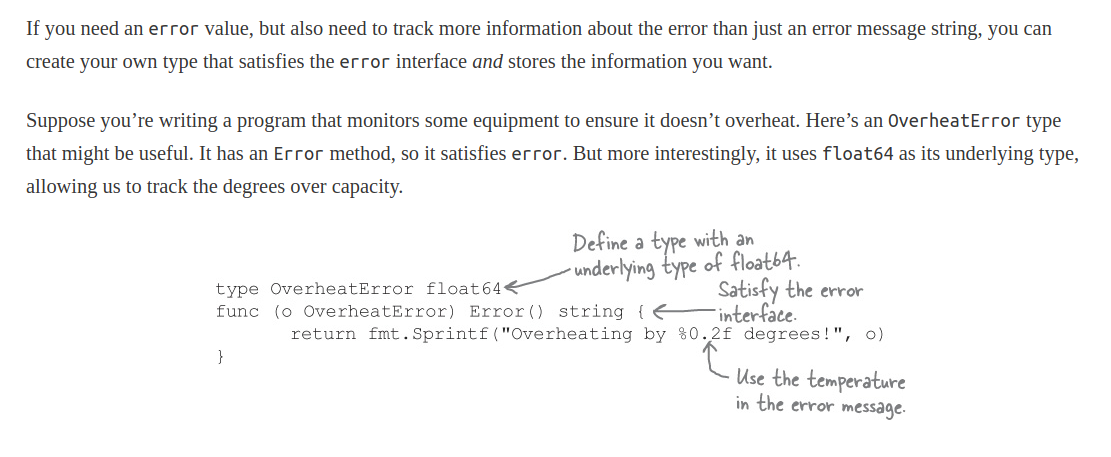 If you need an error value, but also need to track more information about the error than just an error message string, you can
create your own type that satisfies the error interface and stores the information you want.
Suppose you’re writing a program that monitors some equipment to ensure it doesn’t overheat. Here’s an OverheatError type
that might be useful. It has an Error method, so it satisfies error. But more interestingly, it uses float64 as its underlying type,
allowing us to track the degrees over capacity.
Define a type with an
underlying type of float64.
type OverheatError float64
Satisfy the error
interface.
func (o OverheatError) Error() string {
return fmt.Sprintf("Overheating by %0.2f degrees!", o)
}
Use the temperature
in the error message.